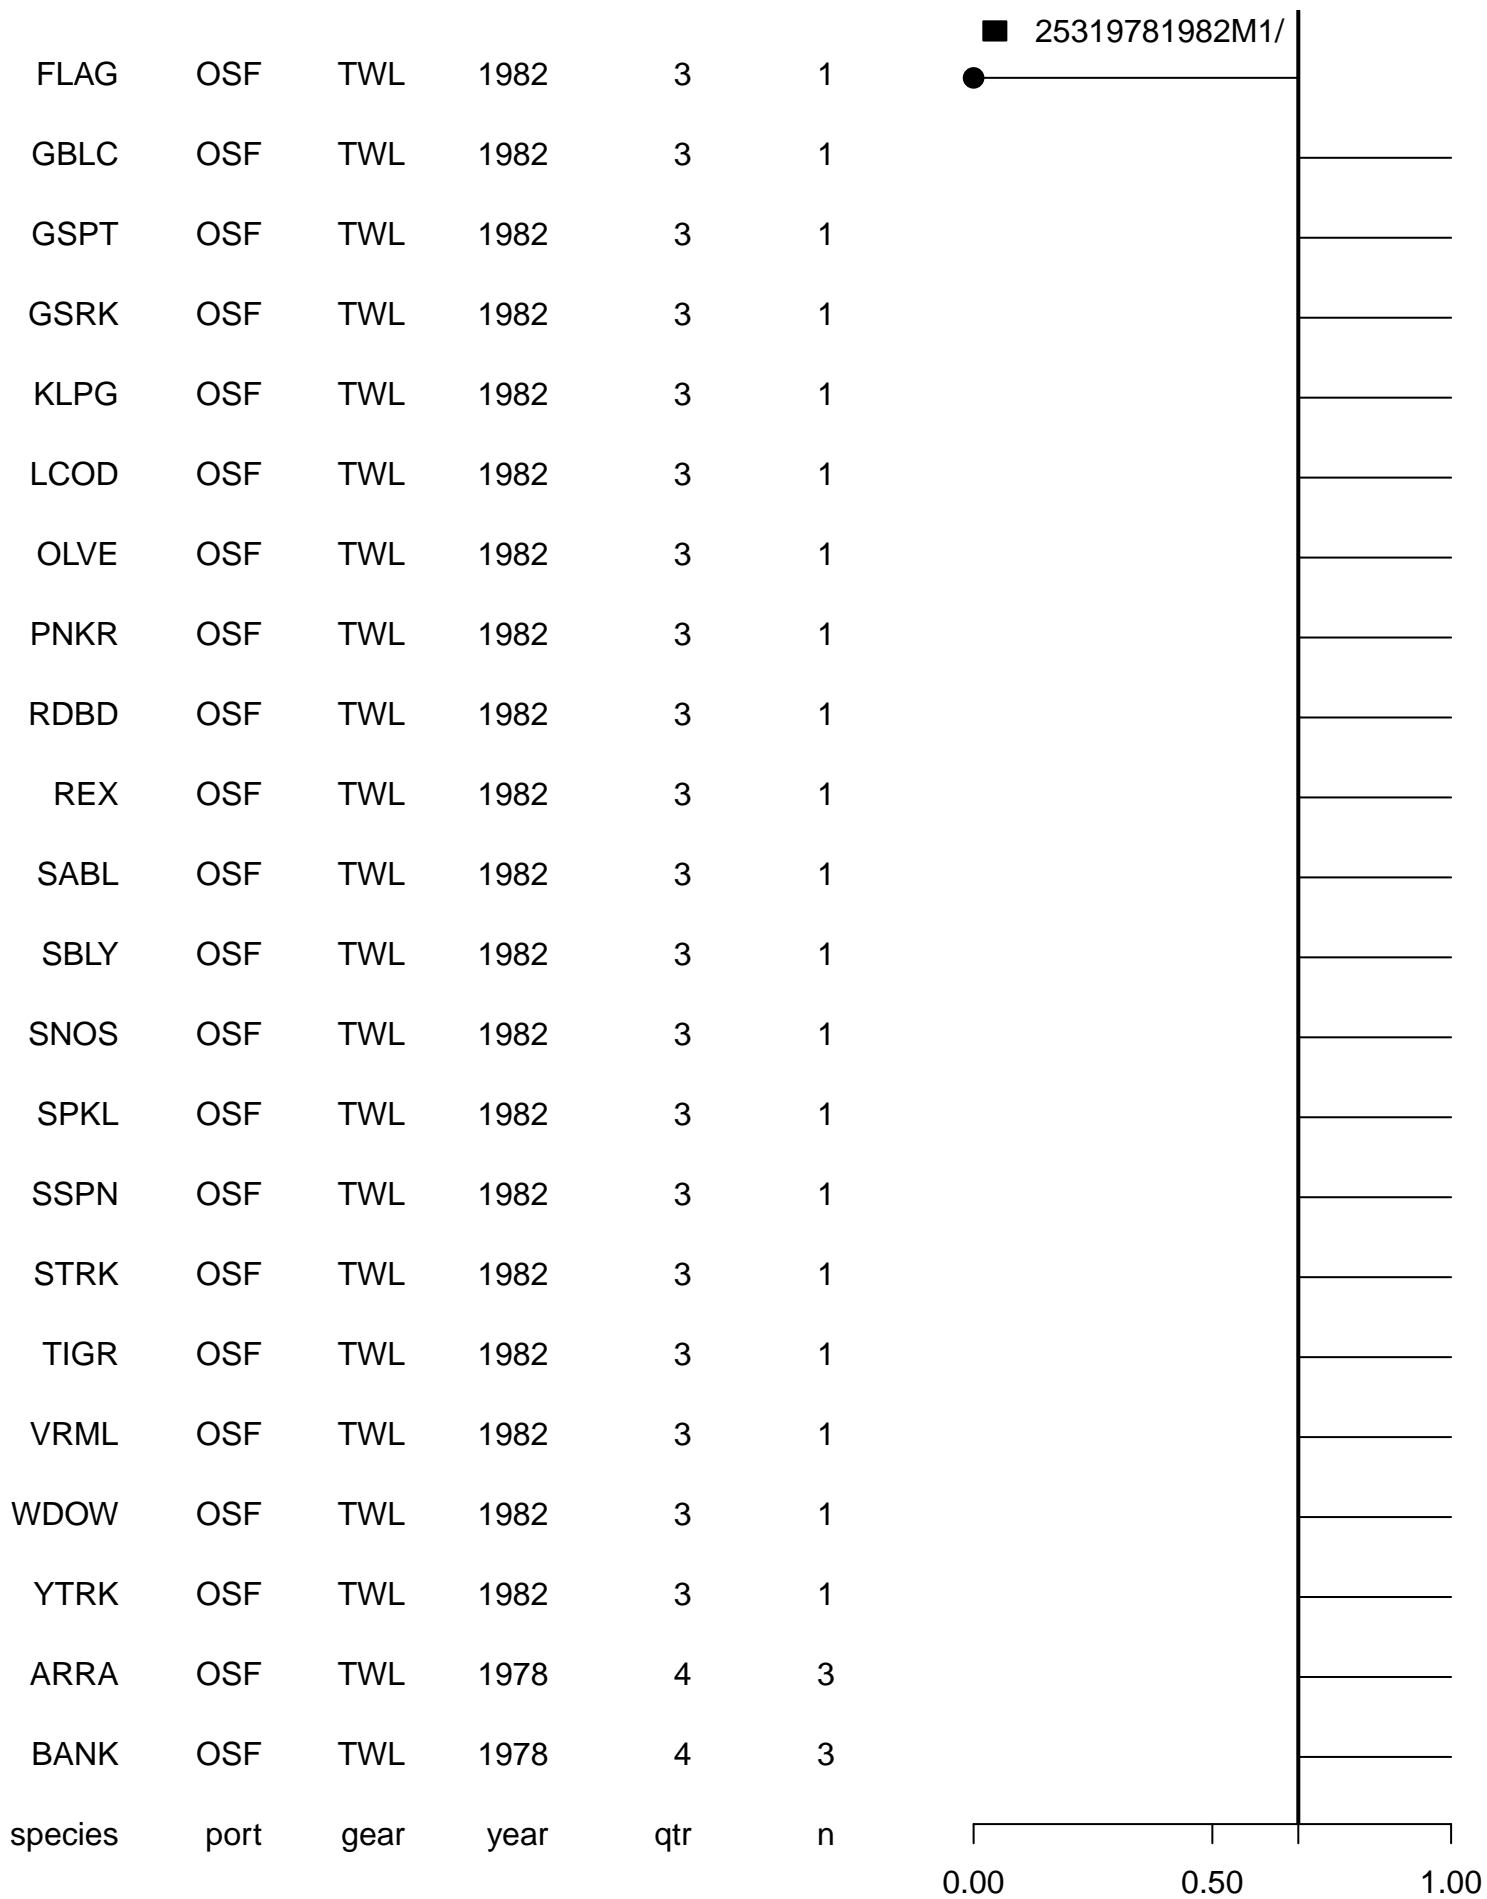 25319781982M1/
FLAG OSF TWL 1982 3 1
GBLC OSF TWL 1982 3 1
GSPT OSF TWL 1982 3 1
GSRK OSF TWL 1982 3 1
KLPG OSF TWL 1982 3 1
LCOD OSF TWL 1982 3 1
OLVE OSF TWL 1982 3 1
PNKR OSF TWL 1982 3 1
RDBD OSF TWL 1982 3 1
REX OSF TWL 1982 3 1
SABL OSF TWL 1982 3 1
SBLY OSF TWL 1982 3 1
SNOS OSF TWL 1982 3 1
SPKL OSF TWL 1982 3 1
SSPN OSF TWL 1982 3 1
STRK OSF TWL 1982 3 1
TIGR OSF TWL 1982 3 1
VRML OSF TWL 1982 3 1
WDOW OSF TWL 1982 3 1
YTRK OSF TWL 1982 3 1
ARRA OSF TWL 1978 4 3
BANK OSF TWL 1978 4 3
species port gear year qtr n
0.00 0.50 1.00